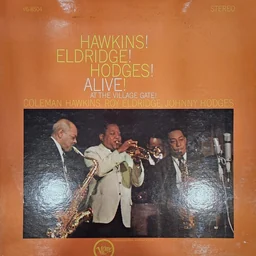 STEREO
HAWKINS!
ELDRIDGE!
HODGES!
ALIVE!
AT THE VILLAGE GATE!
COLEMAN HAWKINS, ROY ELDRIDGE, JOHNNY HODGES
VERVE